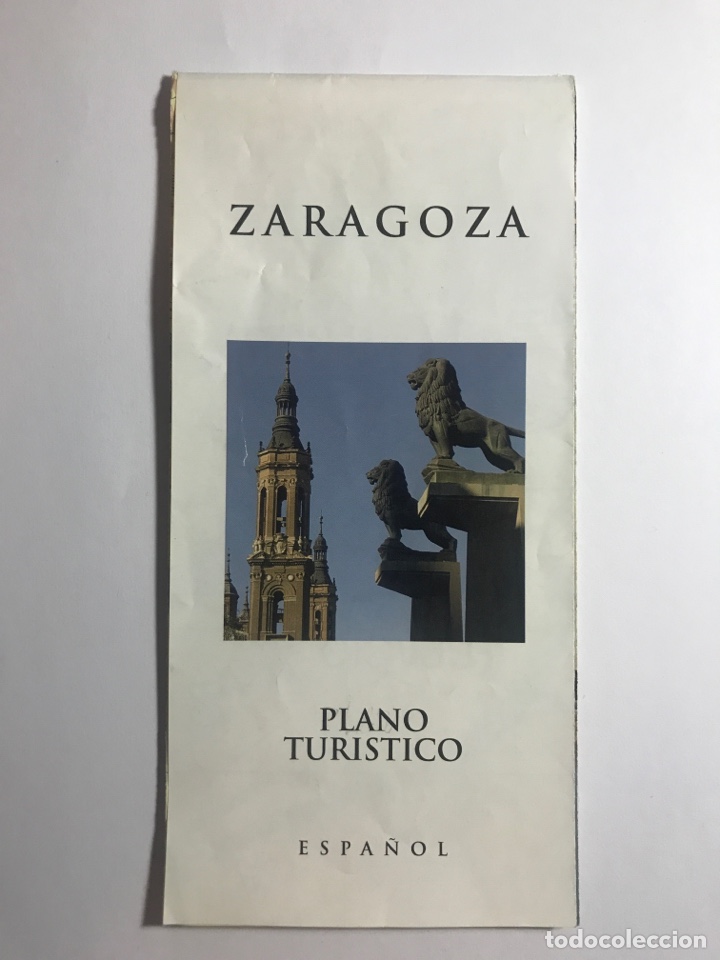 ZARAGOZA
PLANO
TURISTICO
ESPAÑOL
todocoleccion